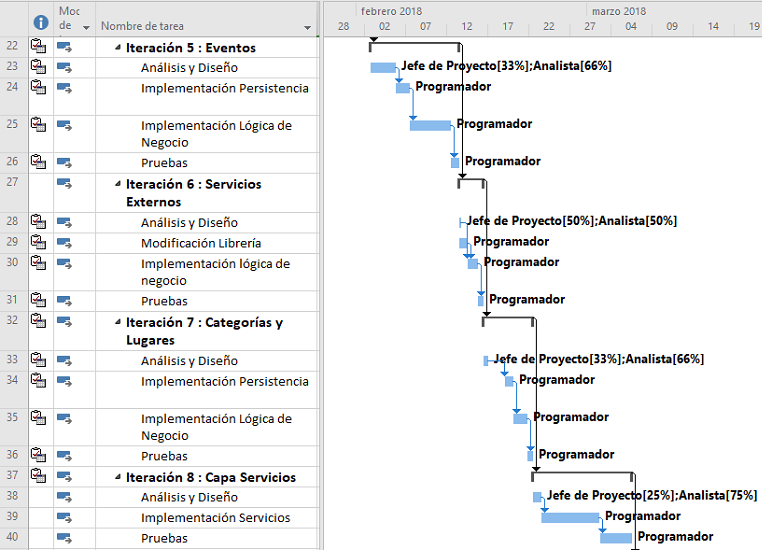 Moc
de
Nombre de tarea
febrero 2018
marzo 2018
28 02 07 12 17 22 27 04 09 14 19
22 Iteración 5 : Eventos
23 Análisis y Diseño Jefe de Proyecto[33%];Analista[66%]
24 Implementación Persistencia Programador
25 Implementación Lógica de Programador
Negocio
26 Pruebas Programador
27 Iteración 6 : Servicios
Externos
28 Análisis y Diseño Jefe de Proyecto[50%];Analista[50%]
29 Modificación Librería Programador
30 Implementación lógica de Programador
negocio
31 Pruebas Programador
32 Iteración 7 : Categorías y
Lugares
33 Análisis y Diseño Jefe de Proyecto[33%];Analista[66%]
34 Implementación Persistencia Programador
35 Implementación Lógica de Programador
Negocio
36 Pruebas Programador
37 Iteración 8 : Capa Servicios
38 Análisis y Diseño Jefe de Proyecto[25%];Analista[75%]
39 Implementación Servicios Programador
40 Pruebas Programador